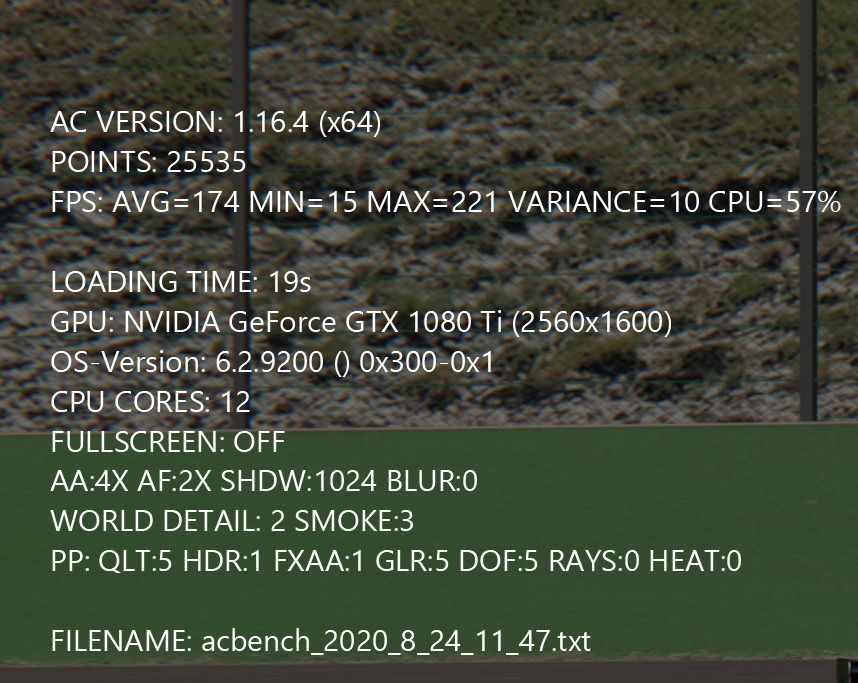 AC VERSION: 1.16.4 (x64)
POINTS: 25535
FPS: AVG=174 MIN=15 MAX=221 VARIANCE=10 CPU=57%
LOADING TIME: 19s
GPU: NVIDIA GeForce GTX 1080 Ti (2560x1600)
OS-Version: 6.2.9200 () 0x300-0x1
CPU CORES: 12
FULLSCREEN: OFF
AA:4X AF:2X SHDW:1024 BLUR:0
WORLD DETAIL: 2 SMOKE:3
PP: QLT:5 HDR:1 FXAA:1 GLR:5 DOF:5 RAYS:0 HEAT:0
FILENAME: acbench_2020_8_24_11_47.txt